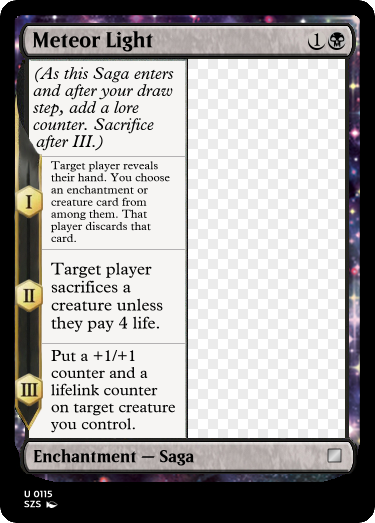 Meteor Light 1
(As this Saga enters
and after your draw
step, add a lore
counter. Sacrifice
after III.)
I
Target player reveals
their hand. You choose
an enchantment or
creature card from
among them. That
player discards that
card.
II
Target player
sacrifices a
creature unless
they pay 4 life.
III
Put a +1/+1
counter and a
lifelink counter
on target creature
you control.
Enchantment — Saga
U 0115
SZS